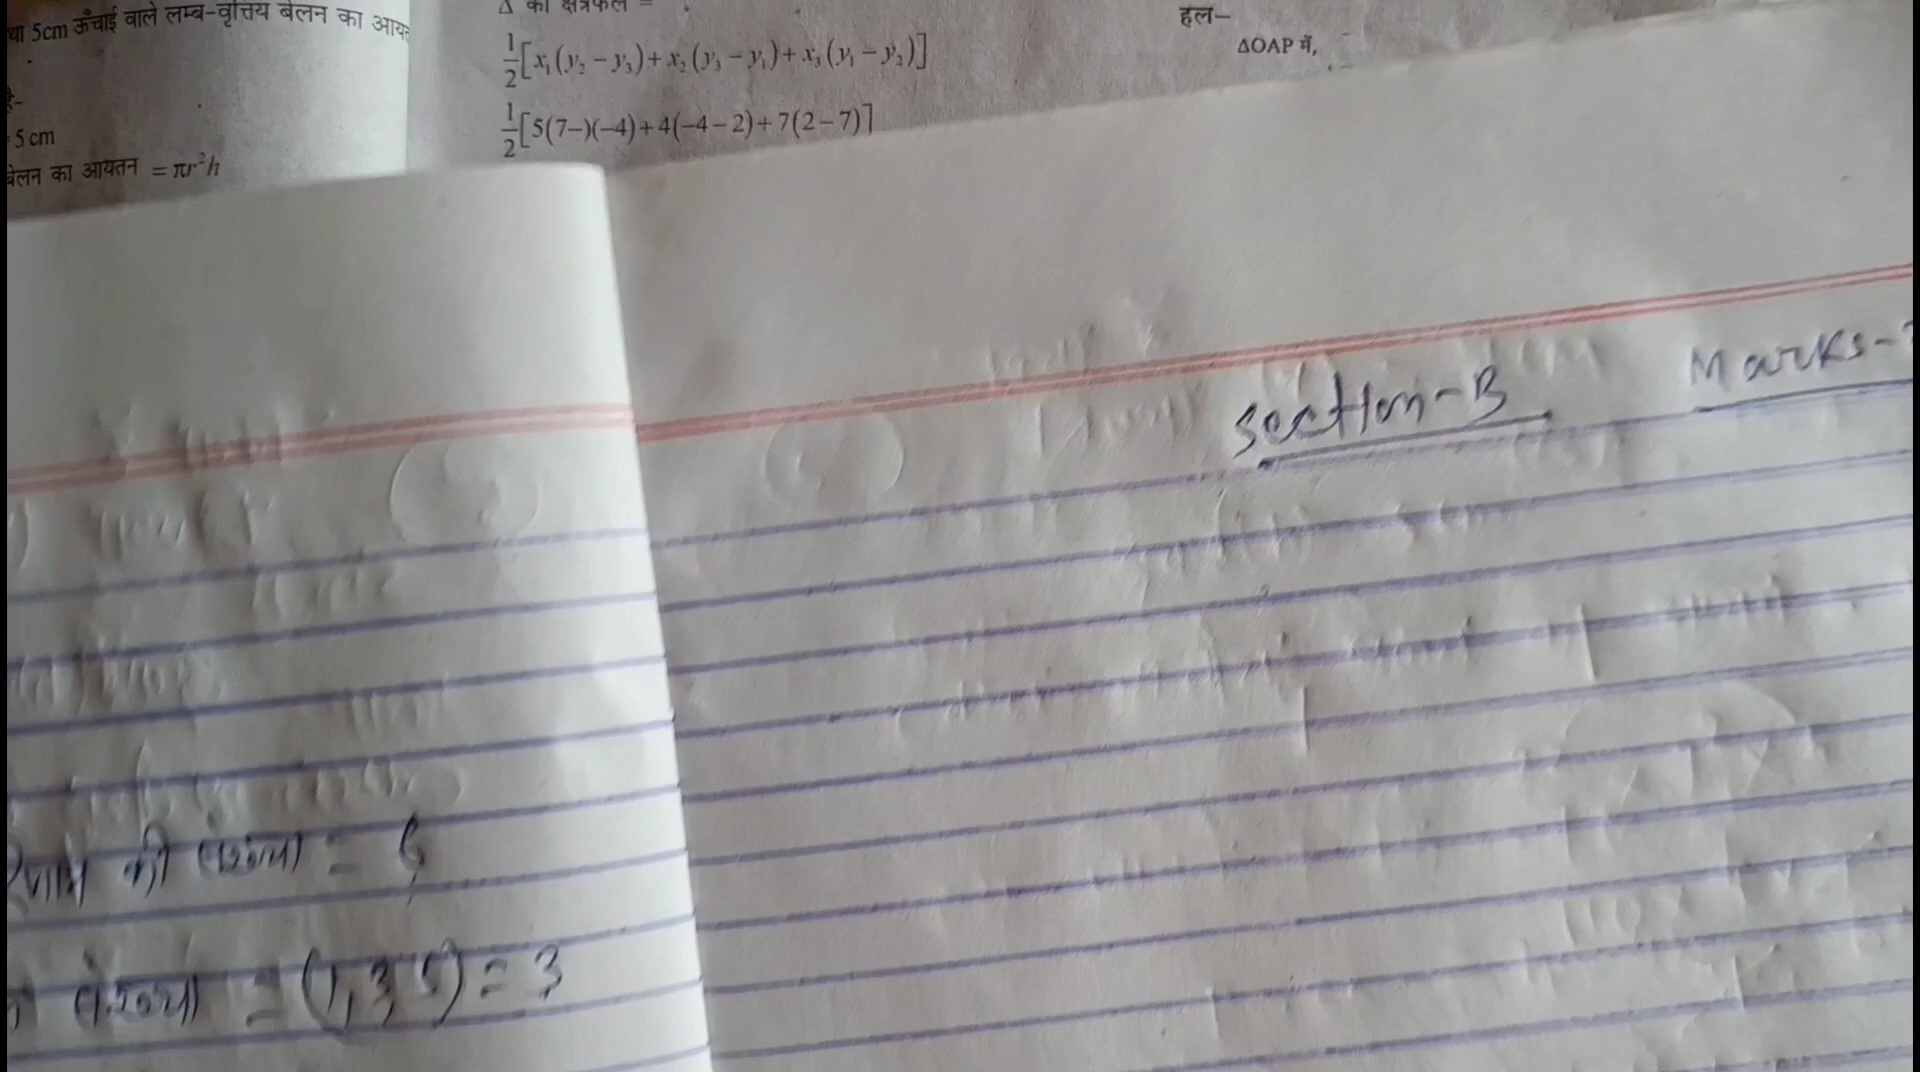 था 5cm ऊँचाई वाले लम्ब-वृत्तिय बेलन का आयत
है-
5 cm
बेलन का आयतन = πr²h
Δ का क्षेत्रफल =
1/2[x₁(y₂ − y₃)+x₂(y₃ − y₁)+x₃(y₁ − y₂)]
1/2[5(7−)(−4)+4(−4−2)+7(2−7)]
हल–
ΔOAP में,
Section-B
Marks-
की संख्या = 6
संख्या = (1, 3, 5) = 3